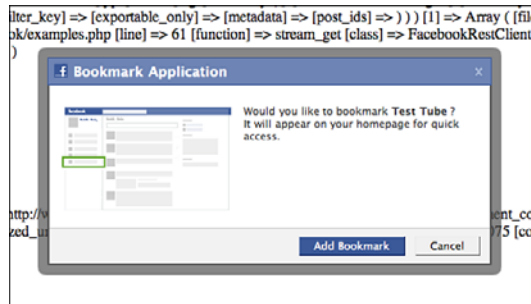 ilter_key] => [exportable_only] => [metadata] => [post_ids] => ) ) ) [1] => Array ( [fil
ok/examples.php [line] => 61 [function] => stream_get [class] => FacebookRestClient
)
f Bookmark Application x
Would you like to bookmark Test Tube ?
It will appear on your homepage for quick
access.
http://w
ent_co
zed_u
075 [co
Add Bookmark Cancel